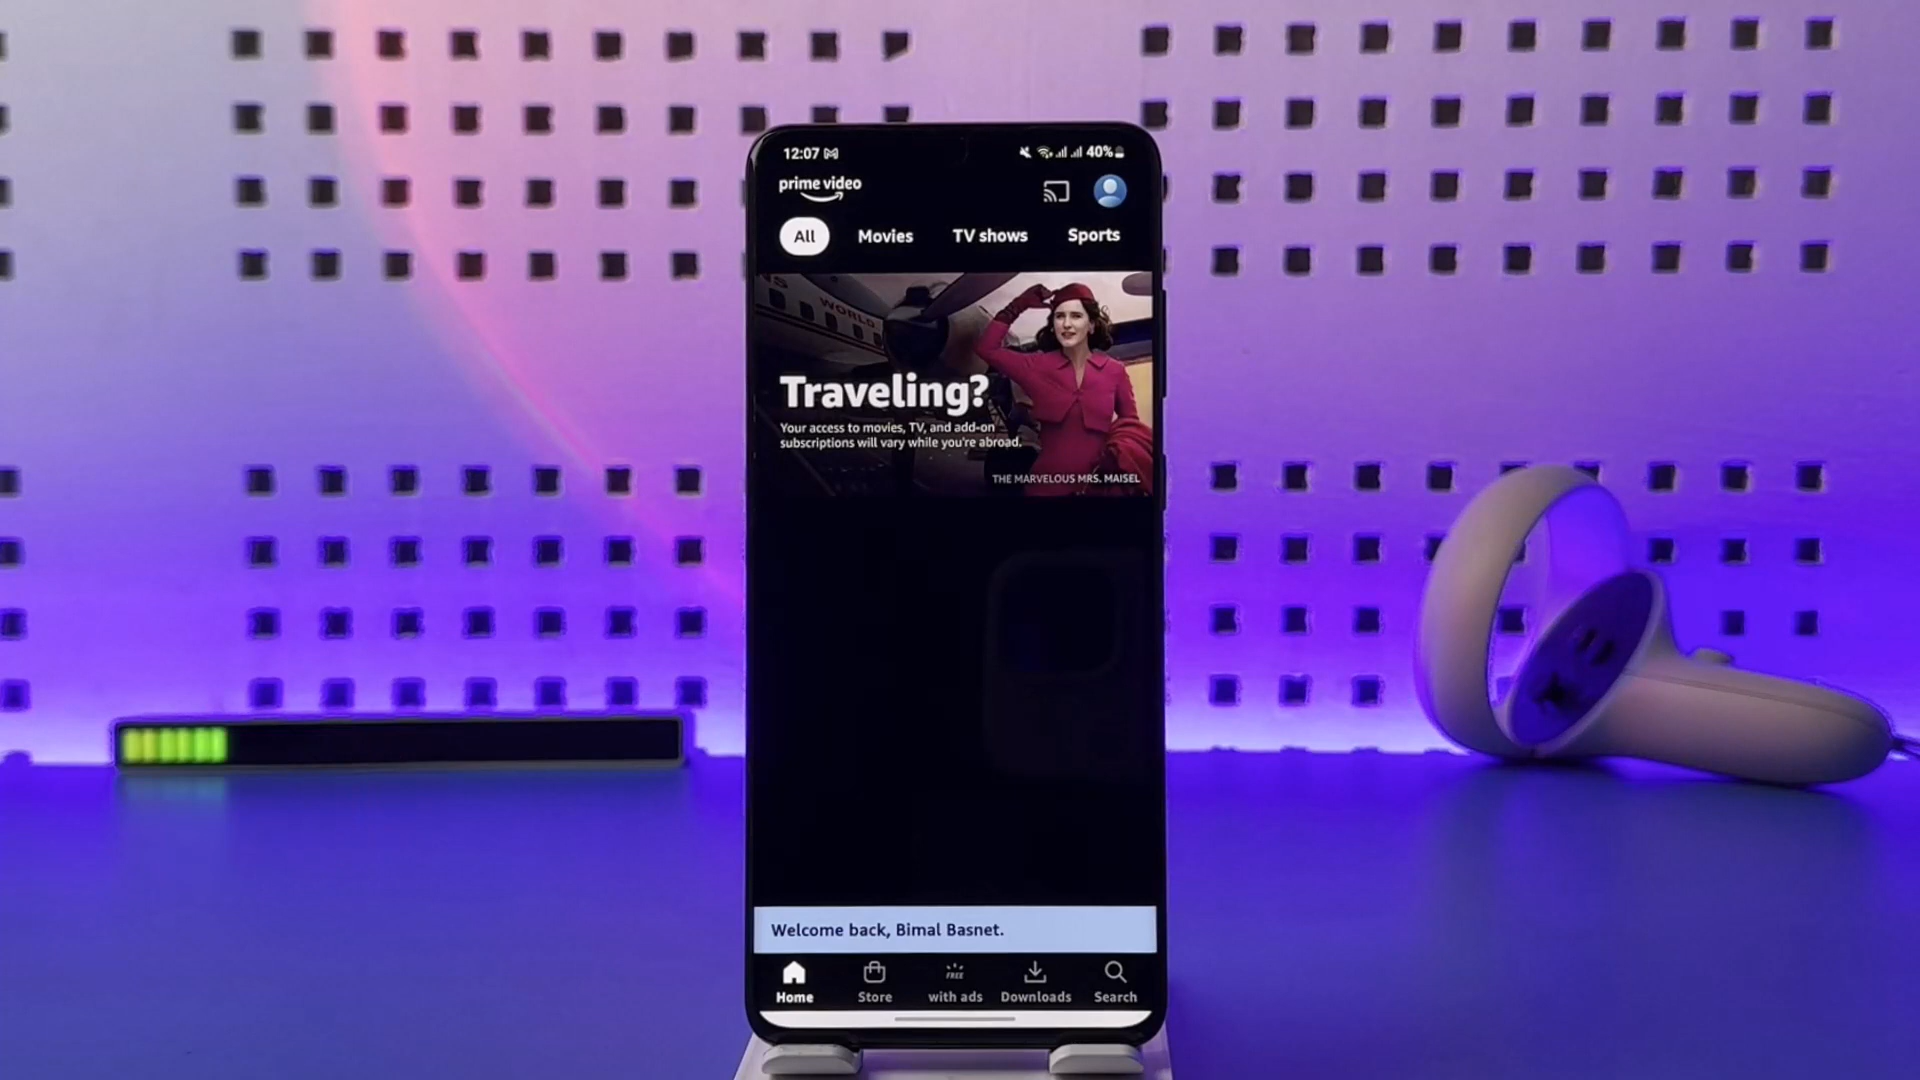 12:07
40%
prime video
All
Movies
TV shows
Sports
WORLD
Traveling?
Your access to movies, TV, and add-on
subscriptions will vary while you're abroad.
THE MARVELOUS MRS. MAISEL
Welcome back, Bimal Basnet.
FREE
Home
Store
with ads
Downloads
Search